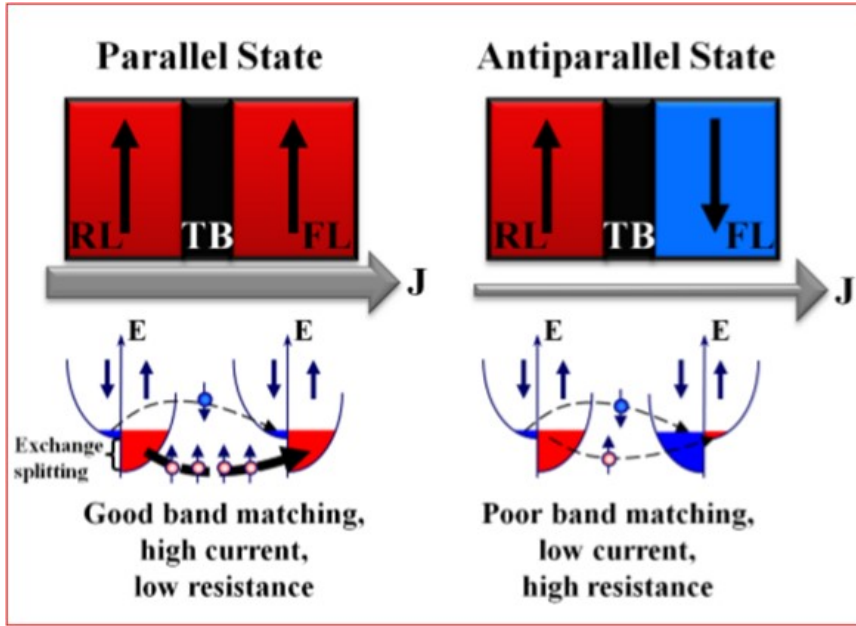 Parallel State
RL TB FL
J
E E
Exchange
splitting
Good band matching,
high current,
low resistance
Antiparallel State
RL TB FL
J
E E
Poor band matching,
low current,
high resistance